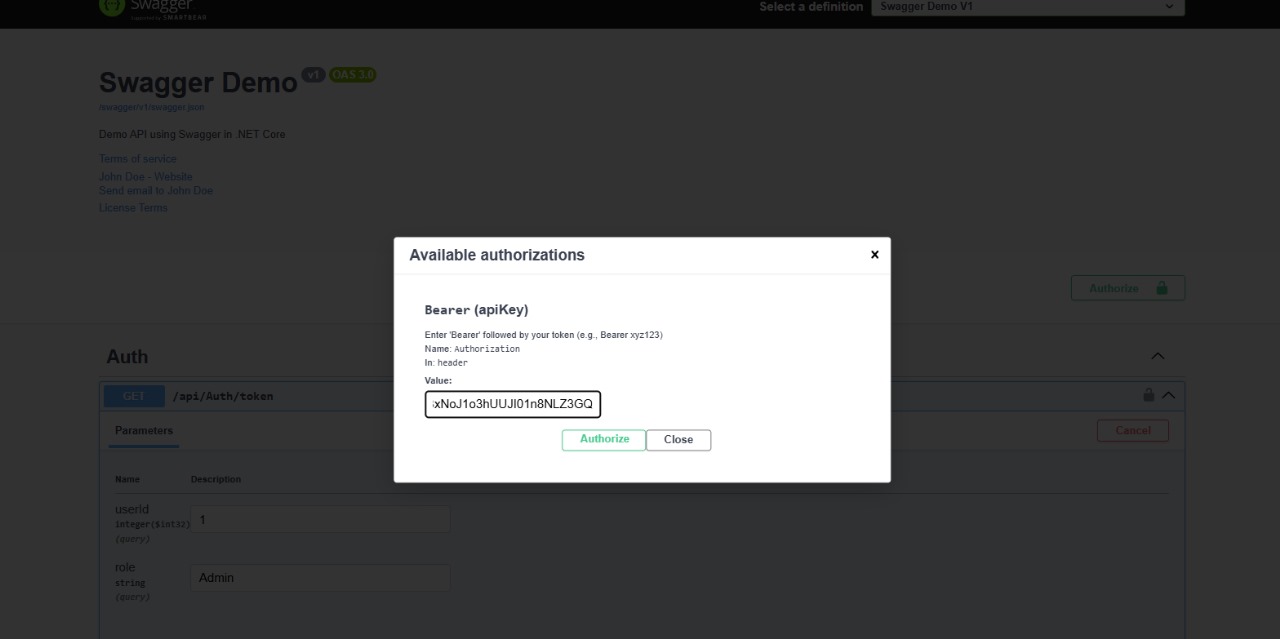 Swagger
Supported by SMARTBEAR
Select a definition
Swagger Demo V1
Swagger Demo v1 OAS 3.0
/swagger/v1/swagger.json
Demo API using Swagger in .NET Core
Terms of service
John Doe - Website
Send email to John Doe
License Terms
Available authorizations
x
Bearer (apiKey)
Enter 'Bearer' followed by your token (e.g., Bearer xyz123)
Name: Authorization
In: header
Value:
xNoJ1o3hUUJl01n8NLZ3GQ
Authorize Close
Authorize
Auth
GET /api/Auth/token
Parameters
Cancel
Name Description
userId
integer($int32)
(query)
1
role
string
(query)
Admin